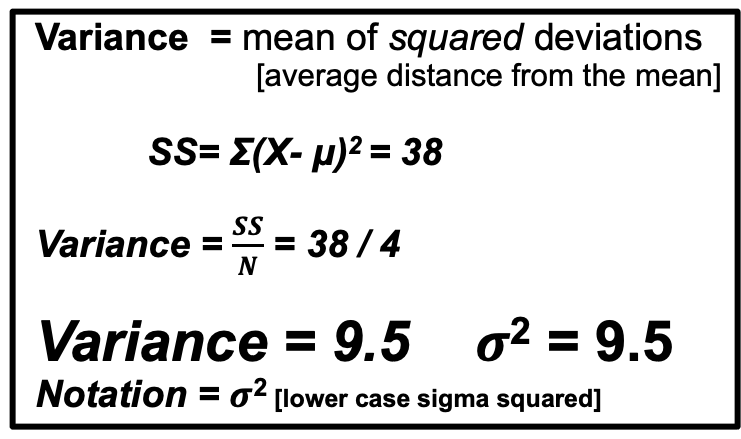 Variance = mean of squared deviations
[average distance from the mean]
SS= Σ(X- μ)² = 38
Variance = SS/N = 38 / 4
Variance = 9.5 σ² = 9.5
Notation = σ² [lower case sigma squared]